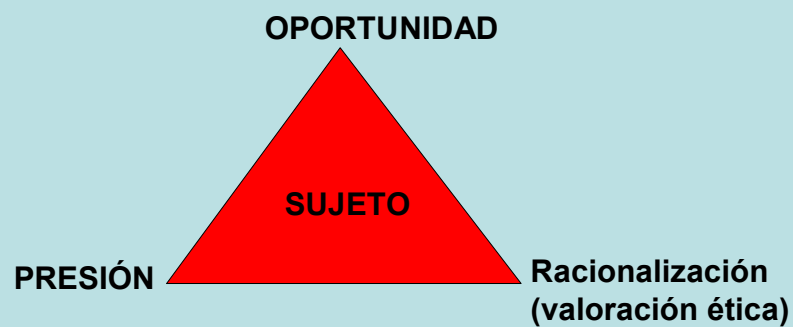 OPORTUNIDAD
SUJETO
PRESIÓN
Racionalización
(valoración ética)